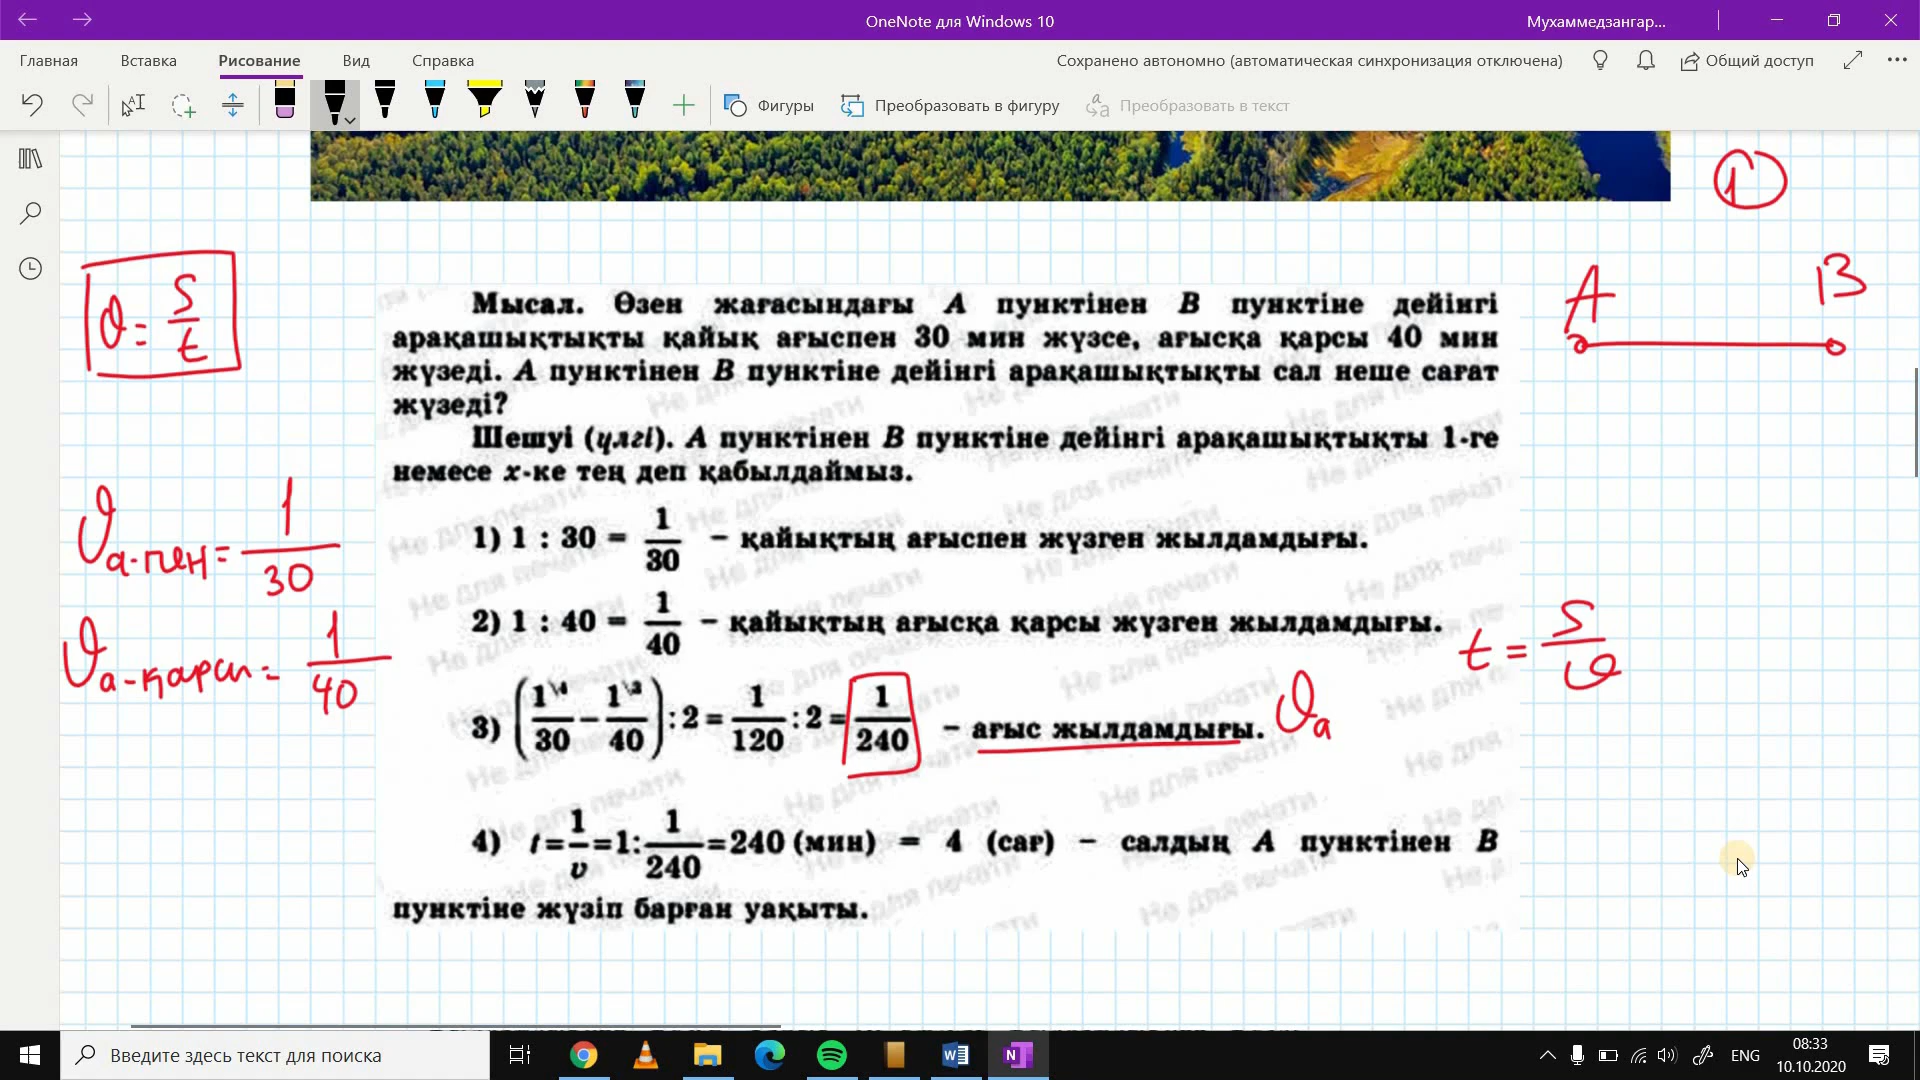 OneNote для Windows 10
Мухаммедзангар...
Главная Вставка Рисование Вид Справка
Сохранено автономно (автоматическая синхронизация отключена)
Общий доступ
Фигуры Преобразовать в фигуру Преобразовать в текст
1
A B
υ = S/t
Мысал. Өзен жағасындағы A пунктінен B пунктіне дейінгі
арақашықтықты қайық ағыспен 30 мин жүзсе, ағысқа қарсы 40 мин
жүзеді. A пунктінен B пунктіне дейінгі арақашықтықты сал неше сағат
жүзеді?
Шешуі (үлгі). A пунктінен B пунктіне дейінгі арақашықтықты 1-ге
немесе x-ке тең деп қабылдаймыз.
υ а-пен = 1/30
1) 1 : 30 = 1/30 – қайықтың ағыспен жүзген жылдамдығы.
υ а-қарсы = 1/40
2) 1 : 40 = 1/40 – қайықтың ағысқа қарсы жүзген жылдамдығы.
t = S/υ
3) (1\4/30 – 1\3/40) : 2 = 1/120 : 2 = 1/240 – ағыс жылдамдығы. υa
4) t = 1/υ = 1 : 1/240 = 240 (мин) = 4 (сағ) – салдың A пунктінен B
пунктіне жүзіп барған уақыты.
Не для печати
Введите здесь текст для поиска
ENG
08:33
10.10.2020